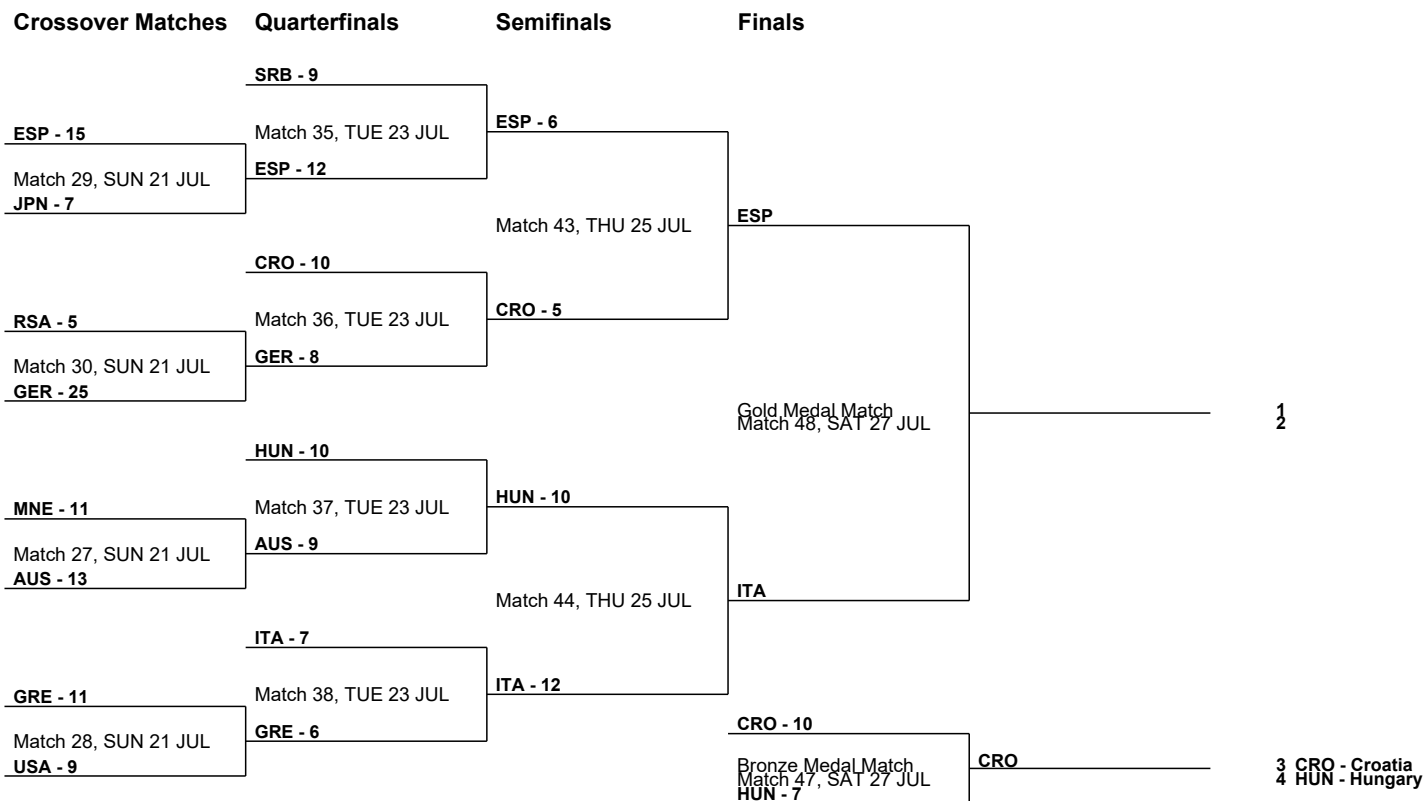 Crossover Matches
Quarterfinals
Semifinals
Finals
ESP - 15
Match 29, SUN 21 JUL
JPN - 7
RSA - 5
Match 30, SUN 21 JUL
GER - 25
MNE - 11
Match 27, SUN 21 JUL
AUS - 13
GRE - 11
Match 28, SUN 21 JUL
USA - 9
SRB - 9
Match 35, TUE 23 JUL
ESP - 12
CRO - 10
Match 36, TUE 23 JUL
GER - 8
HUN - 10
Match 37, TUE 23 JUL
AUS - 9
ITA - 7
Match 38, TUE 23 JUL
GRE - 6
ESP - 6
Match 43, THU 25 JUL
CRO - 5
HUN - 10
Match 44, THU 25 JUL
ITA - 12
ESP
Gold Medal Match
Match 48, SAT 27 JUL
ITA
1
2
CRO - 10
Bronze Medal Match
Match 47, SAT 27 JUL
HUN - 7
CRO
3 CRO - Croatia
4 HUN - Hungary